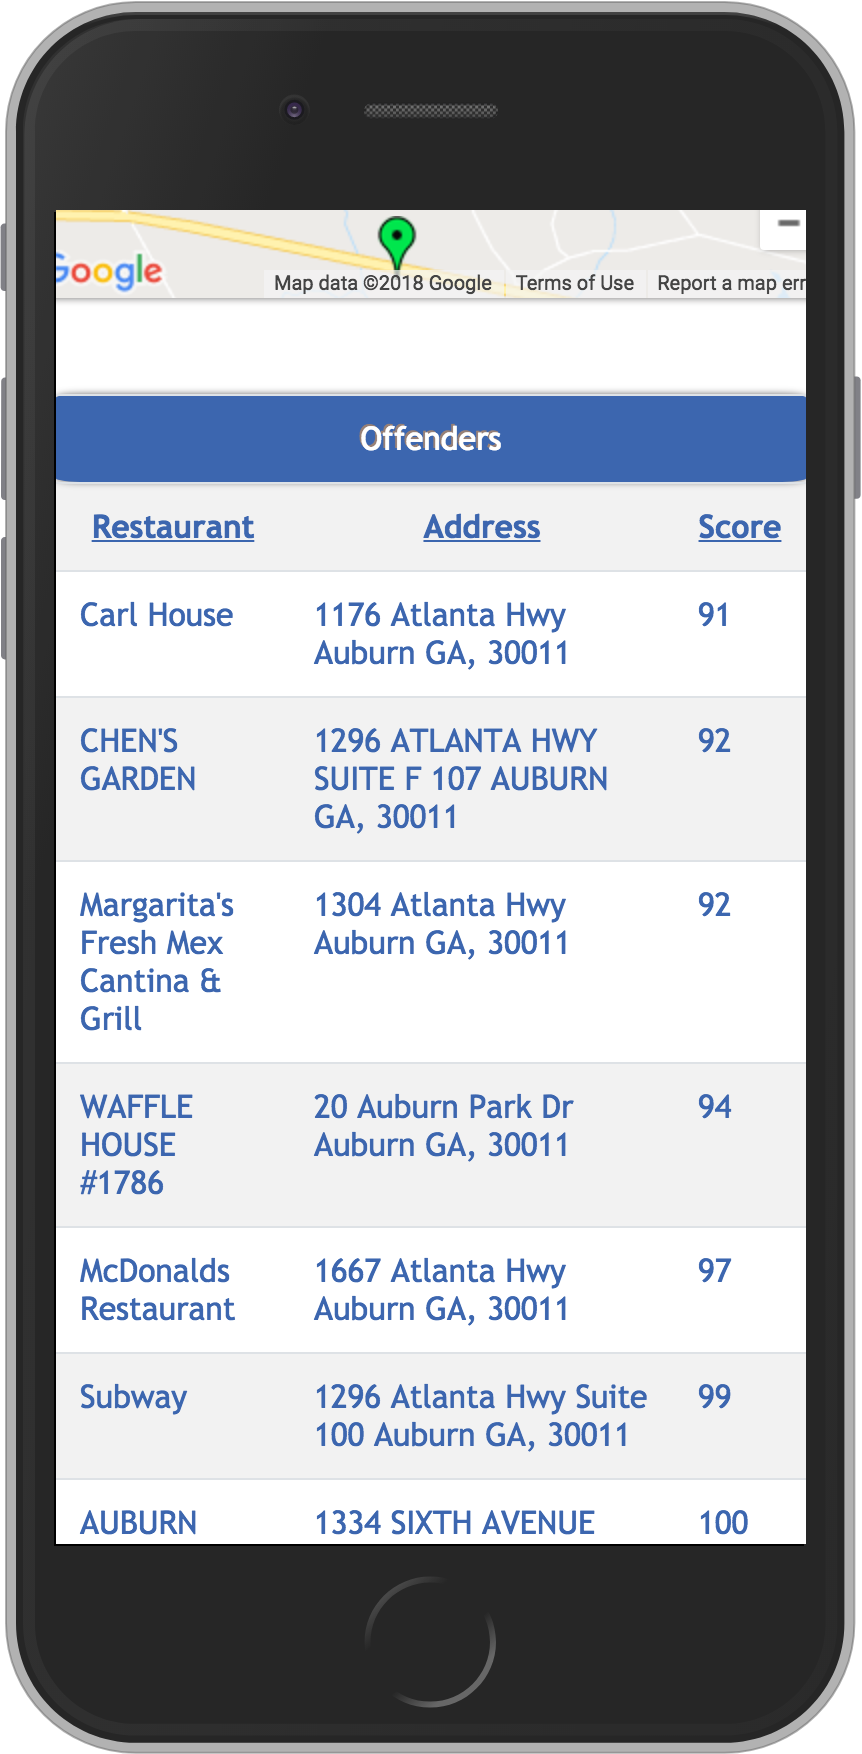 Google
Map data ©2018 Google Terms of Use Report a map err
Offenders
Restaurant Address Score
Carl House 1176 Atlanta Hwy 91
Auburn GA, 30011
CHEN'S 1296 ATLANTA HWY 92
GARDEN SUITE F 107 AUBURN
GA, 30011
Margarita's 1304 Atlanta Hwy 92
Fresh Mex Auburn GA, 30011
Cantina &
Grill
WAFFLE 20 Auburn Park Dr 94
HOUSE Auburn GA, 30011
#1786
McDonalds 1667 Atlanta Hwy 97
Restaurant Auburn GA, 30011
Subway 1296 Atlanta Hwy Suite 99
100 Auburn GA, 30011
AUBURN 1334 SIXTH AVENUE 100